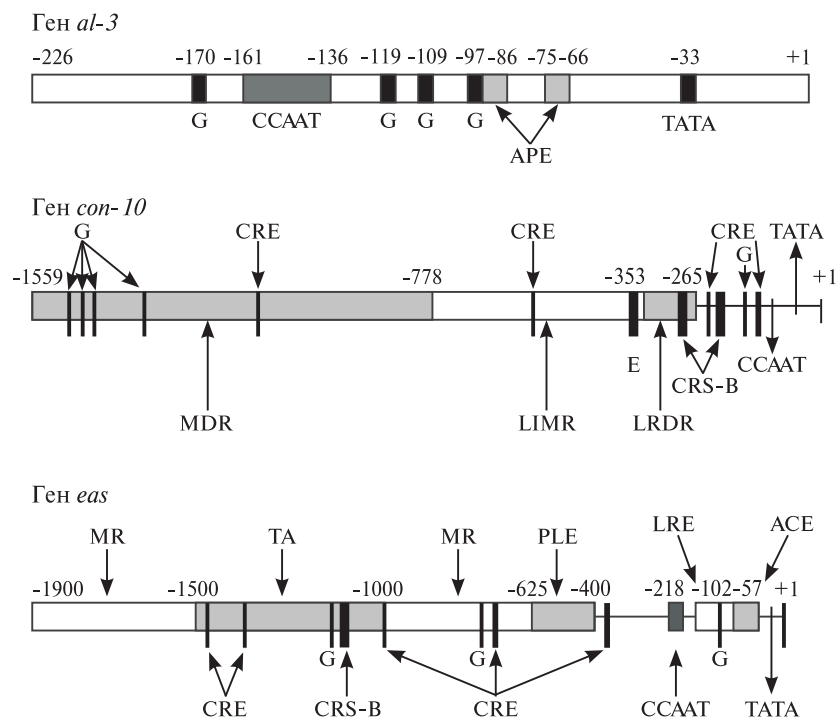 Ген al-3
-226 -170 -161 -136 -119 -109 -97 -86 -75 -66 -33 +1
G CCAAT G G G TATA
APE
Ген con-10
G CRE CRE CRE TATA
G
-1559 -778 -353 -265 +1
E CCAAT
CRS-B
MDR LIMR LRDR
Ген eas
MR TA MR PLE LRE ACE
-1900 -1500 -1000 -625 -400 -218 -102 -57 +1
G G G
CRE CRS-B CRE CCAAT TATA